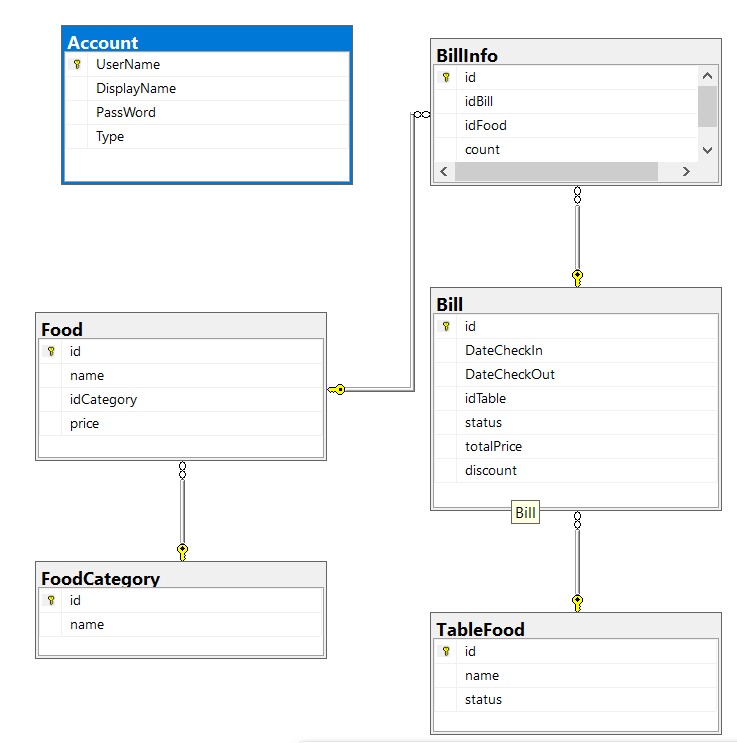 Account
UserName
DisplayName
PassWord
Type
BillInfo
id
idBill
idFood
count
Food
id
name
idCategory
price
Bill
id
DateCheckIn
DateCheckOut
idTable
status
totalPrice
discount
Bill
FoodCategory
id
name
TableFood
id
name
status